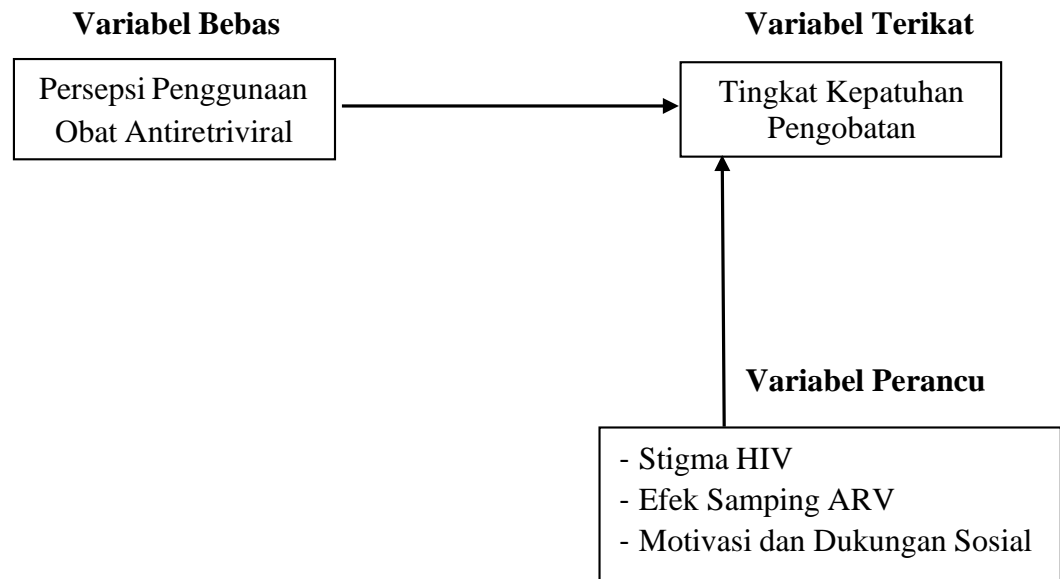 Variabel Bebas
Variabel Terikat
Persepsi Penggunaan
Obat Antiretriviral
Tingkat Kepatuhan
Pengobatan
Variabel Perancu
- Stigma HIV
- Efek Samping ARV
- Motivasi dan Dukungan Sosial